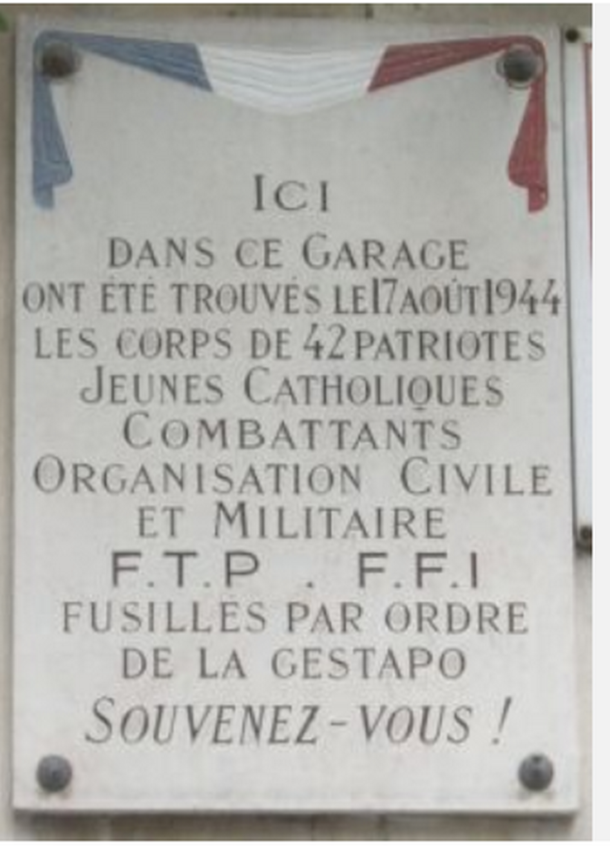 ICI
DANS CE GARAGE
ONT ÉTÉ TROUVÉS LE 17 AOÛT 1944
LES CORPS DE 42 PATRIOTES
JEUNES CATHOLIQUES
COMBATTANTS
ORGANISATION CIVILE
ET MILITAIRE
F.T.P . F.F.I
FUSILLÉS PAR ORDRE
DE LA GESTAPO
SOUVENEZ-VOUS !